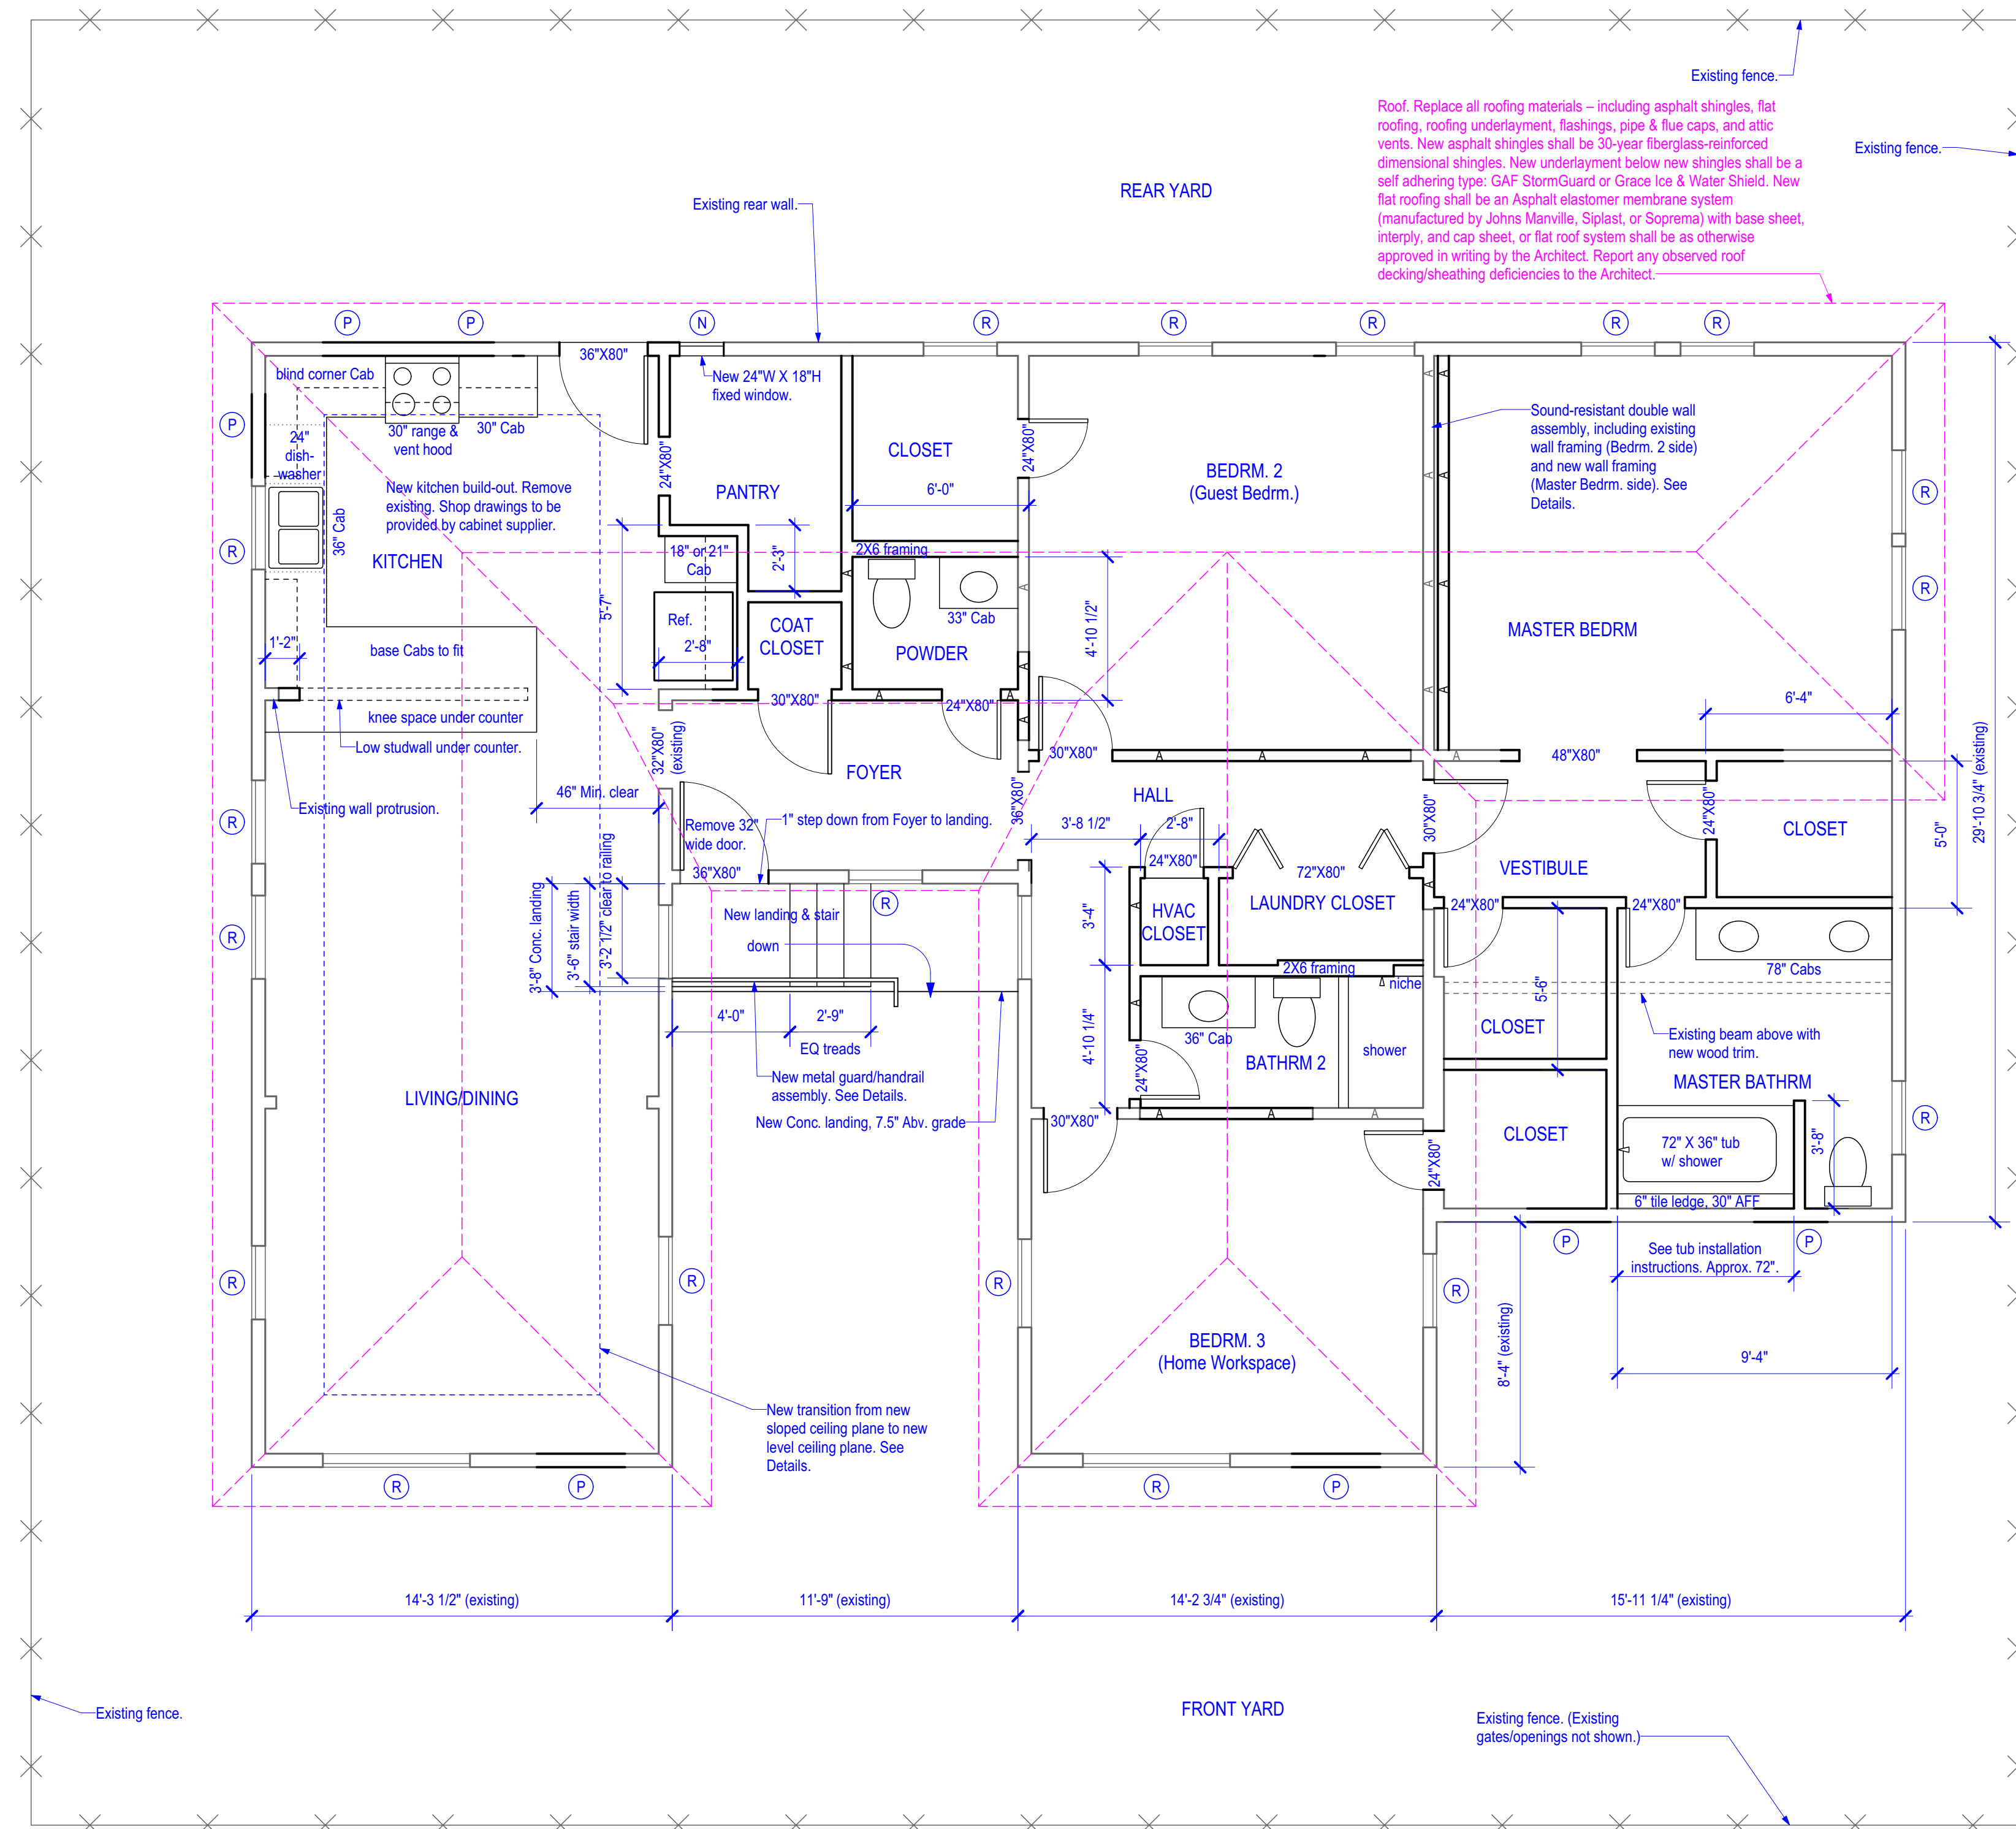 Existing fence.
Roof. Replace all roofing materials – including asphalt shingles, flat
roofing, roofing underlayment, flashings, pipe & flue caps, and attic
vents. New asphalt shingles shall be 30-year fiberglass-reinforced
dimensional shingles. New underlayment below new shingles shall be a
self adhering type: GAF StormGuard or Grace Ice & Water Shield. New
flat roofing shall be an Asphalt elastomer membrane system
(manufactured by Johns Manville, Siplast, or Soprema) with base sheet,
interply, and cap sheet, or flat roof system shall be as otherwise
approved in writing by the Architect. Report any observed roof
decking/sheathing deficiencies to the Architect.
Existing fence.
REAR YARD
Existing rear wall.
P
P
N
R
R
R
R
R
36"X80"
blind corner Cab
New 24"W X 18"H
fixed window.
P
24"
dish-
washer
30" range &
vent hood
30" Cab
24"X80"
CLOSET
6'-0"
24"X80"
BEDRM. 2
(Guest Bedrm.)
Sound-resistant double wall
assembly, including existing
wall framing (Bedrm. 2 side)
and new wall framing
(Master Bedrm. side). See
Details.
R
New kitchen build-out. Remove
existing. Shop drawings to be
provided by cabinet supplier.
PANTRY
36" Cab
R
KITCHEN
18" or 21"
Cab
2'-3"
2X6 framing
5'-7"
Ref.
2'-8"
COAT
CLOSET
33" Cab
POWDER
4'-10 1/2"
MASTER BEDRM
R
1'-2"
base Cabs to fit
knee space under counter
Low studwall under counter.
30"X80"
24"X80"
6'-4"
32"X80"
(existing)
FOYER
30"X80"
48"X80"
29'-10 3/4" (existing)
Existing wall protrusion.
R
46" Min. clear
Remove 32"
wide door.
1" step down from Foyer to landing.
36"X80"
HALL
3'-8 1/2"
2'-8"
30"X80"
24"X80"
CLOSET
5'-0"
36"X80"
24"X80"
72"X80"
VESTIBULE
R
3'-8" Conc. landing
3'-6" stair width
3'-2 1/2" clear to railing
New landing & stair
down
R
3'-4"
HVAC
CLOSET
LAUNDRY CLOSET
24"X80"
24"X80"
2X6 framing
niche
78" Cabs
5'-6"
4'-0"
2'-9"
EQ treads
36" Cab
4'-10 1/4"
24"X80"
BATHRM 2
shower
CLOSET
Existing beam above with
new wood trim.
MASTER BATHRM
LIVING/DINING
New metal guard/handrail
assembly. See Details.
New Conc. landing, 7.5" Abv. grade
30"X80"
24"X80"
CLOSET
72" X 36" tub
w/ shower
3'-8"
R
6" tile ledge, 30" AFF
P
P
See tub installation
instructions. Approx. 72".
R
R
R
R
BEDRM. 3
(Home Workspace)
8'-4" (existing)
9'-4"
New transition from new
sloped ceiling plane to new
level ceiling plane. See
Details.
R
P
R
P
14'-3 1/2" (existing)
11'-9" (existing)
14'-2 3/4" (existing)
15'-11 1/4" (existing)
Existing fence.
FRONT YARD
Existing fence. (Existing
gates/openings not shown.)